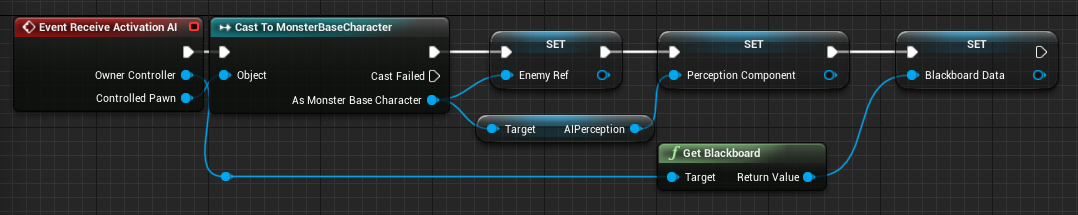 Event Receive Activation AI
Owner Controller
Controlled Pawn
Cast To MonsterBaseCharacter
Object
Cast Failed
As Monster Base Character
SET
Enemy Ref
Target AIPerception
SET
Perception Component
f Get Blackboard
Target Return Value
SET
Blackboard Data